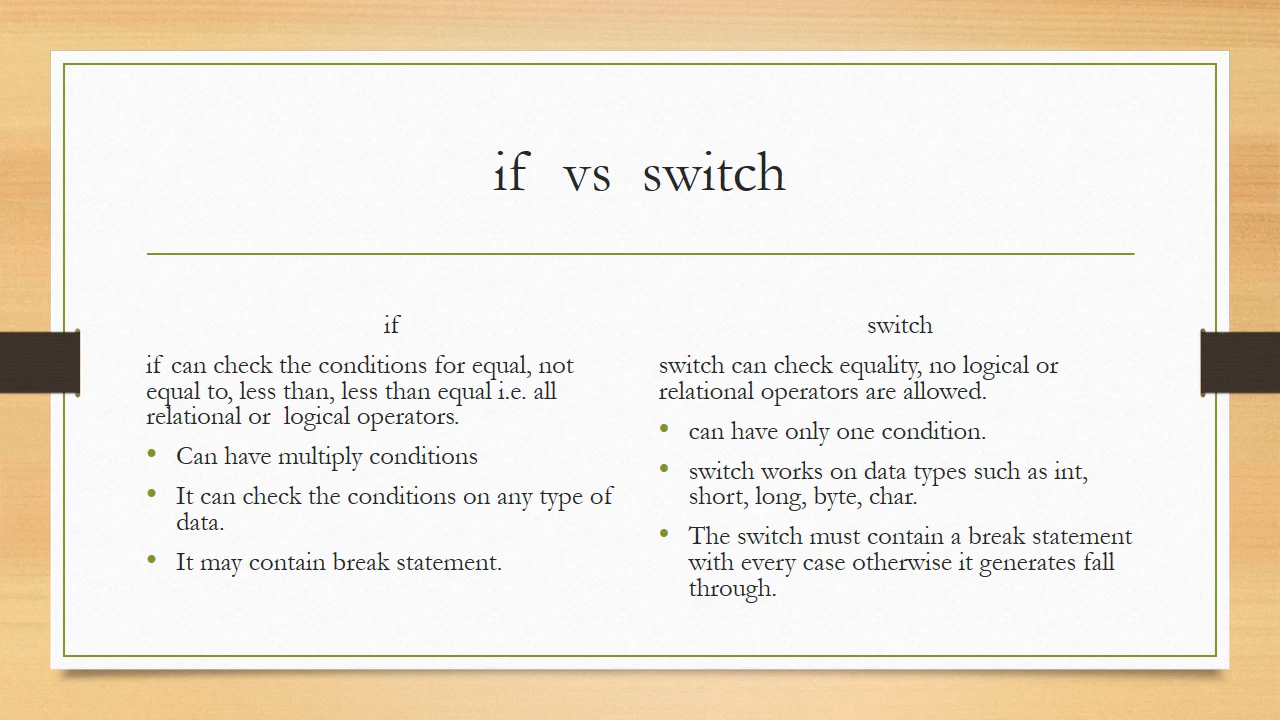 if vs switch
if
if can check the conditions for equal, not
equal to, less than, less than equal i.e. all
relational or logical operators.
• Can have multiply conditions
• It can check the conditions on any type of
data.
• It may contain break statement.
switch
switch can check equality, no logical or
relational operators are allowed.
• can have only one condition.
• switch works on data types such as int,
short, long, byte, char.
• The switch must contain a break statement
with every case otherwise it generates fall
through.